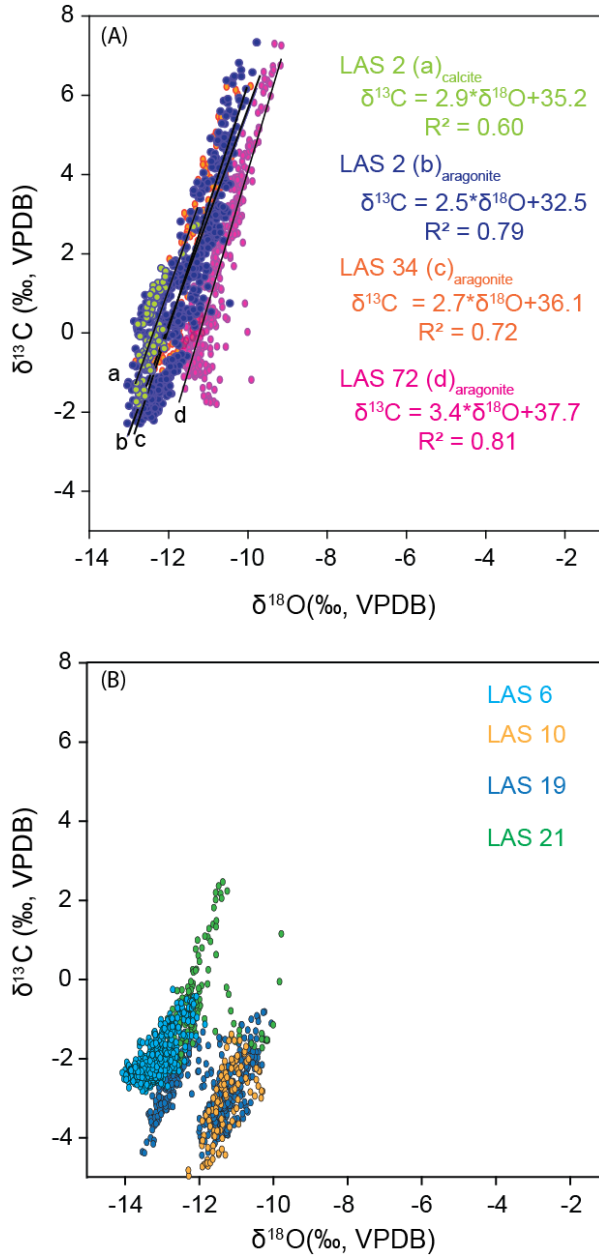 (A)
8
6
4
2
0
-2
-4
δ¹³C (‰, VPDB)
LAS 2 (a)calcite
δ¹³C = 2.9*δ¹⁸O+35.2
R² = 0.60
LAS 2 (b)aragonite
δ¹³C = 2.5*δ¹⁸O+32.5
R² = 0.79
LAS 34 (c)aragonite
δ¹³C = 2.7*δ¹⁸O+36.1
R² = 0.72
LAS 72 (d)aragonite
δ¹³C = 3.4*δ¹⁸O+37.7
R² = 0.81
a
b c
d
-14 -12 -10 -8 -6 -4 -2
δ¹⁸O(‰, VPDB)
(B)
8
6
4
2
0
-2
-4
δ¹³C (‰, VPDB)
LAS 6
LAS 10
LAS 19
LAS 21
-14 -12 -10 -8 -6 -4 -2
δ¹⁸O(‰, VPDB)